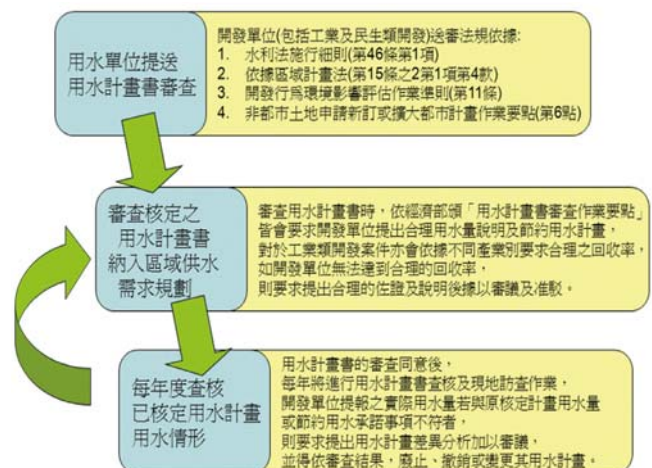 用水單位提送
用水計畫書審查
開發單位(包括工業及民生類開發)送審法規依據:
1. 水利法施行細則(第46條第1項)
2. 依據區域計畫法(第15條之2第1項第4款)
3. 開發行為環境影響評估作業準則(第11條)
4. 非都市土地申請新訂或擴大都市計畫作業要點(第6點)
審查核定之
用水計畫書
納入區域供水
需求規劃
審查用水計畫書時，依經濟部頒「用水計畫書審查作業要點」
皆會要求開發單位提出合理用水量說明及節約用水計畫，
對於工業類開發案件亦會依據不同產業別要求合理之回收率，
如開發單位無法達到合理的回收率，
則要求提出合理的佐證及說明後據以審議及准駁。
每年度查核
已核定用水計畫
用水情形
用水計畫書的審查同意後，
每年將進行用水計畫書查核及現地訪查作業，
開發單位提報之實際用水量若與原核定計畫用水量
或節約用水承諾事項不符者，
則要求提出用水計畫差異分析加以審議，
並得依審查結果，廢止、撤銷或變更其用水計畫。